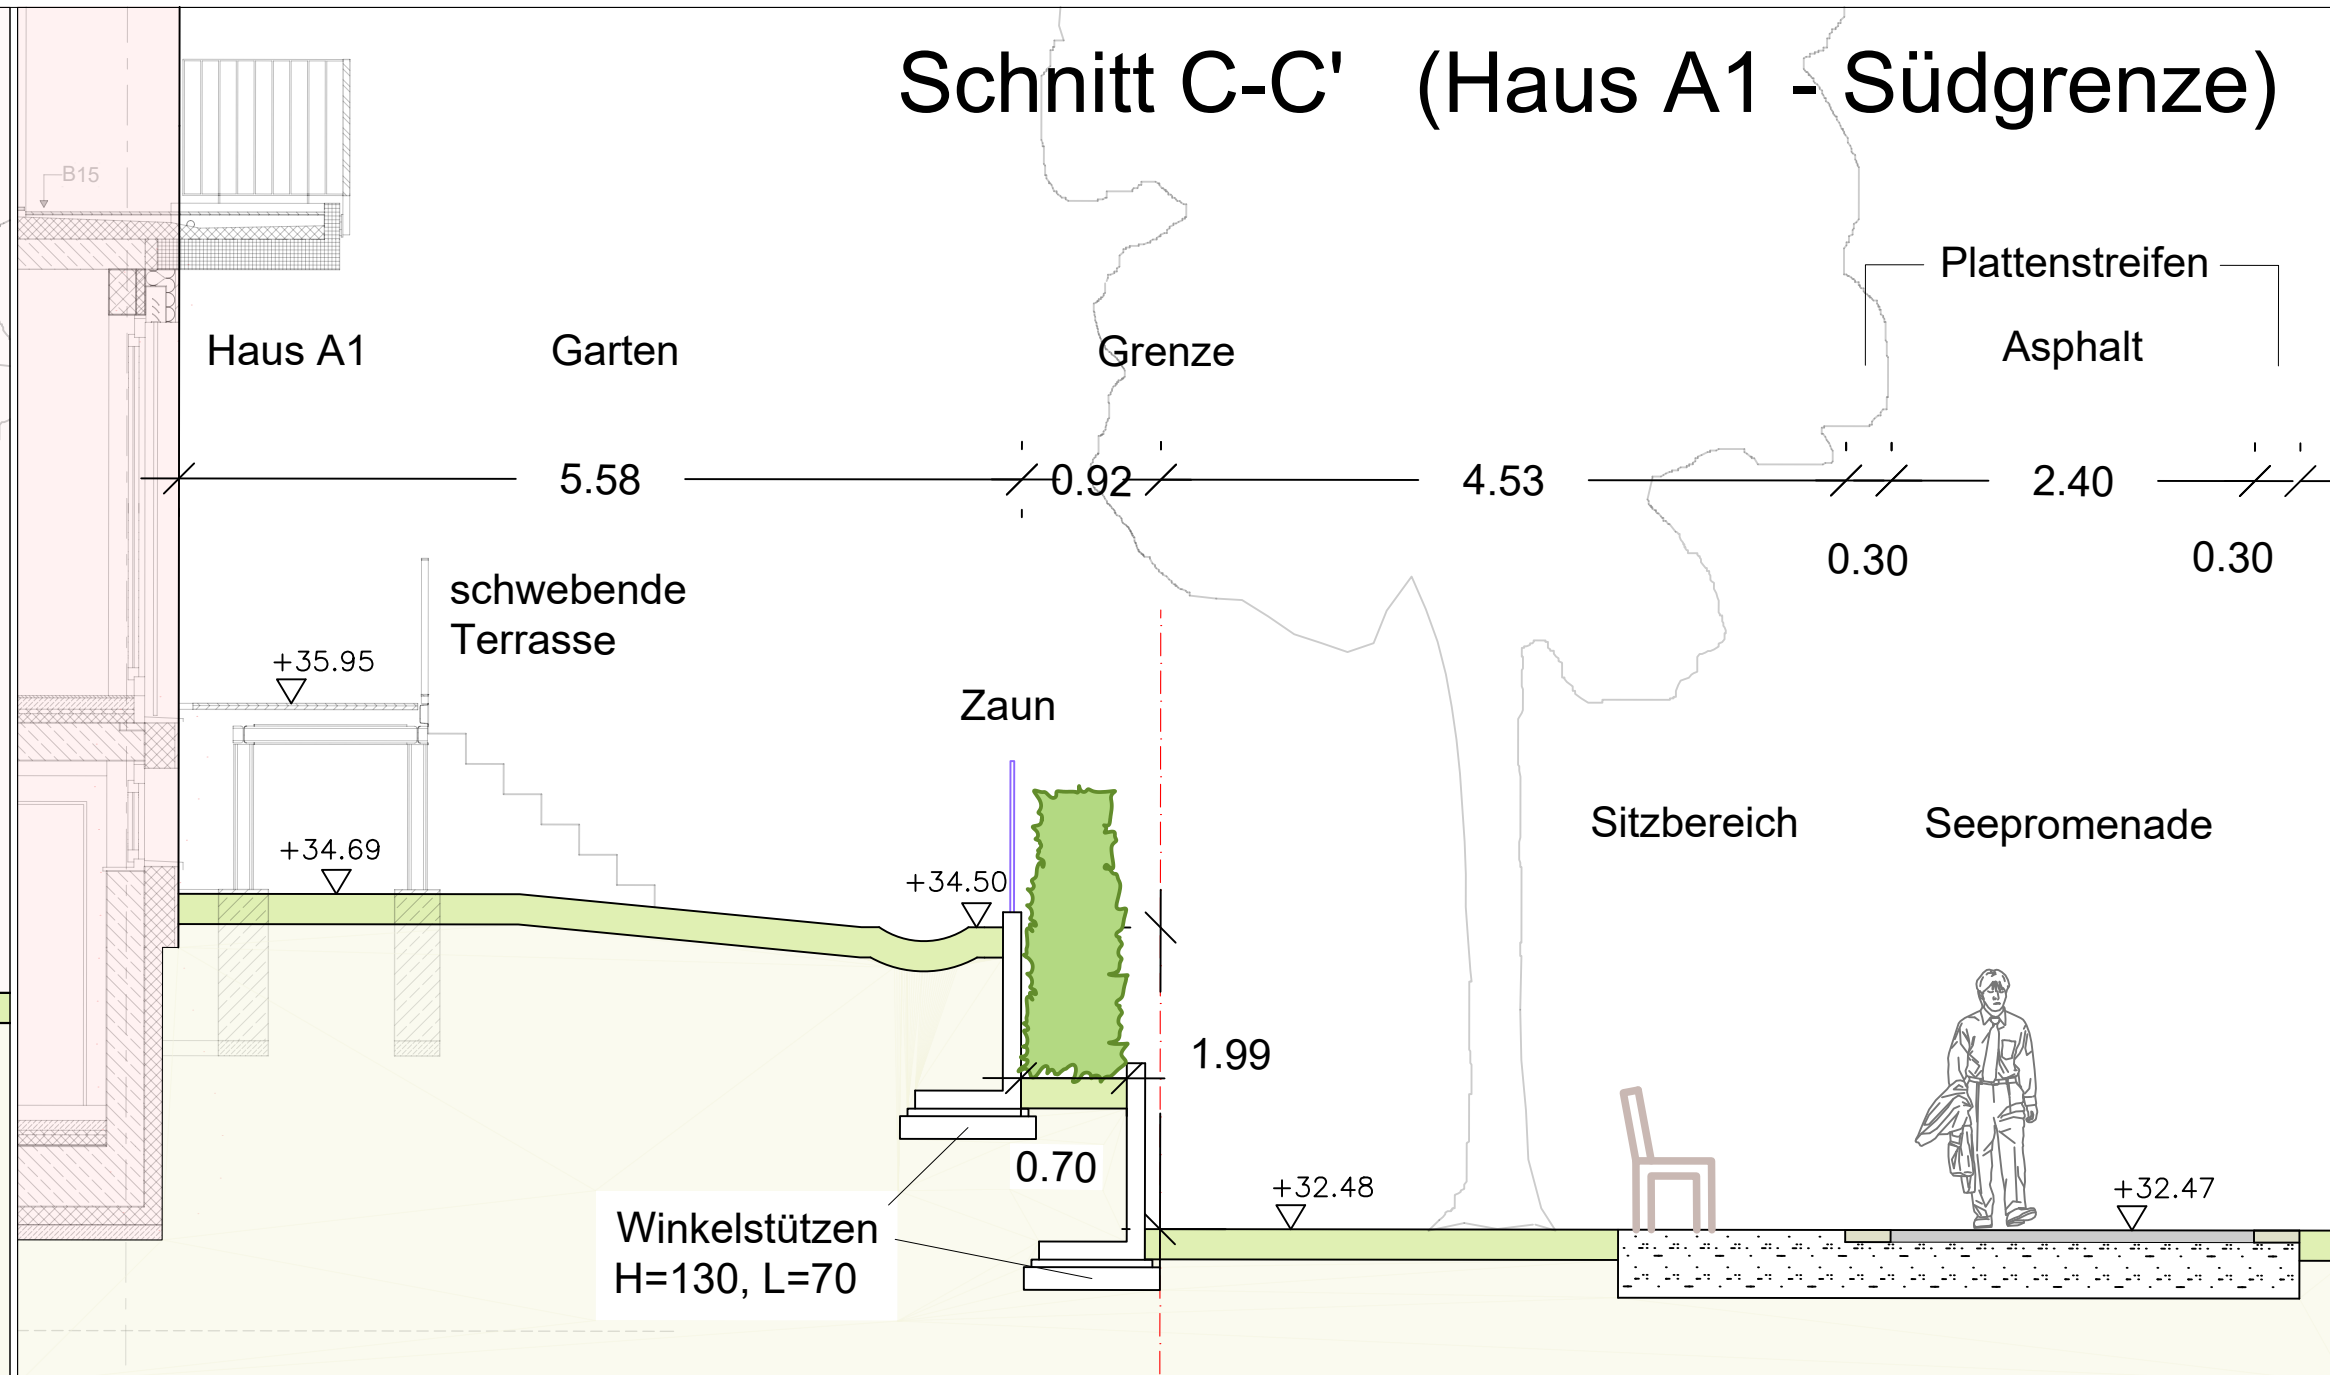 Schnitt C-C' (Haus A1 - Südgrenze)
B15
Plattenstreifen
Haus A1
Garten
Grenze
Asphalt
5.58
0.92
4.53
2.40
0.30
0.30
schwebende
Terrasse
+35.95
Zaun
Sitzbereich
Seepromenade
+34.69
+34.50
1.99
0.70
+32.48
+32.47
Winkelstützen
H=130, L=70